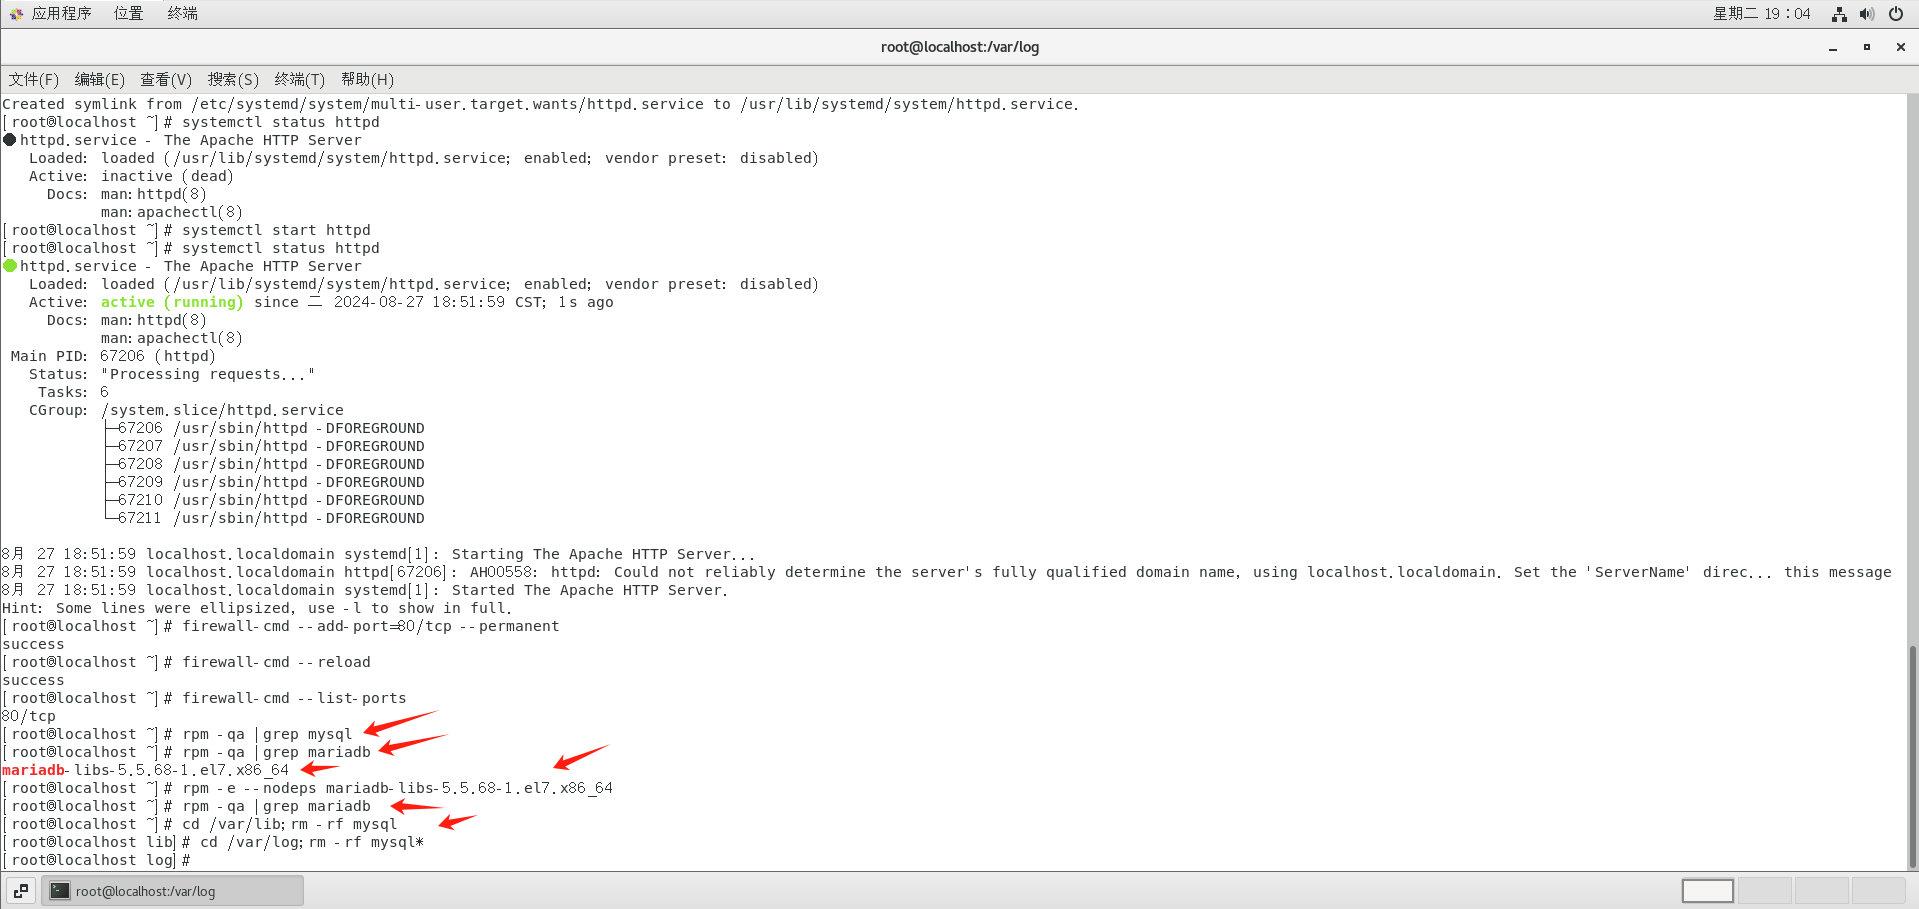 应用程序 位置 终端 星期二 19：04
root@localhost:/var/log
文件(F) 编辑(E) 查看(V) 搜索(S) 终端(T) 帮助(H)
Created symlink from /etc/systemd/system/multi-user.target.wants/httpd.service to /usr/lib/systemd/system/httpd.service.
[root@localhost ~]# systemctl status httpd
● httpd.service - The Apache HTTP Server
   Loaded: loaded (/usr/lib/systemd/system/httpd.service; enabled; vendor preset: disabled)
   Active: inactive (dead)
     Docs: man:httpd(8)
           man:apachectl(8)
[root@localhost ~]# systemctl start httpd
[root@localhost ~]# systemctl status httpd
● httpd.service - The Apache HTTP Server
   Loaded: loaded (/usr/lib/systemd/system/httpd.service; enabled; vendor preset: disabled)
   Active: active (running) since 二 2024-08-27 18:51:59 CST; 1s ago
     Docs: man:httpd(8)
           man:apachectl(8)
 Main PID: 67206 (httpd)
   Status: "Processing requests..."
    Tasks: 6
   CGroup: /system.slice/httpd.service
           ├─67206 /usr/sbin/httpd -DFOREGROUND
           ├─67207 /usr/sbin/httpd -DFOREGROUND
           ├─67208 /usr/sbin/httpd -DFOREGROUND
           ├─67209 /usr/sbin/httpd -DFOREGROUND
           ├─67210 /usr/sbin/httpd -DFOREGROUND
           └─67211 /usr/sbin/httpd -DFOREGROUND
8月 27 18:51:59 localhost.localdomain systemd[1]: Starting The Apache HTTP Server...
8月 27 18:51:59 localhost.localdomain httpd[67206]: AH00558: httpd: Could not reliably determine the server's fully qualified domain name, using localhost.localdomain. Set the 'ServerName' direc... this message
8月 27 18:51:59 localhost.localdomain systemd[1]: Started The Apache HTTP Server.
Hint: Some lines were ellipsized, use -l to show in full.
[root@localhost ~]# firewall-cmd --add-port=80/tcp --permanent
success
[root@localhost ~]# firewall-cmd --reload
success
[root@localhost ~]# firewall-cmd --list-ports
80/tcp
[root@localhost ~]# rpm -qa |grep mysql
[root@localhost ~]# rpm -qa |grep mariadb
mariadb-libs-5.5.68-1.el7.x86_64
[root@localhost ~]# rpm -e --nodeps mariadb-libs-5.5.68-1.el7.x86_64
[root@localhost ~]# rpm -qa |grep mariadb
[root@localhost ~]# cd /var/lib;rm -rf mysql
[root@localhost lib]# cd /var/log;rm -rf mysql*
[root@localhost log]#
root@localhost:/var/log